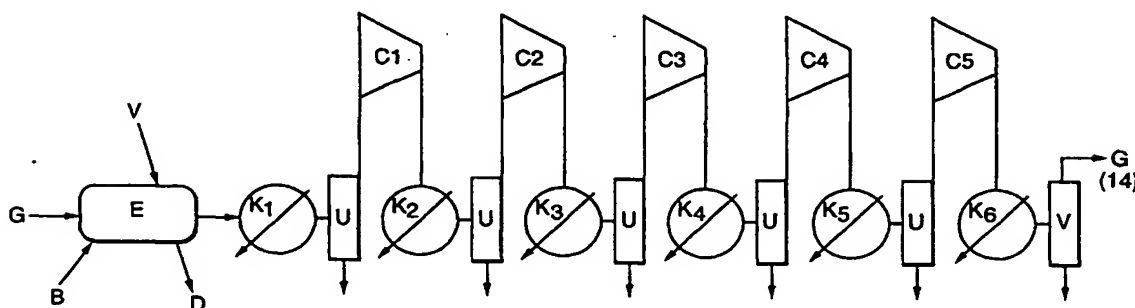 C1 C2 C3 C4 C5
V
G
(14)
G E K1 U K2 U K3 U K4 U K5 U K6 V
B D